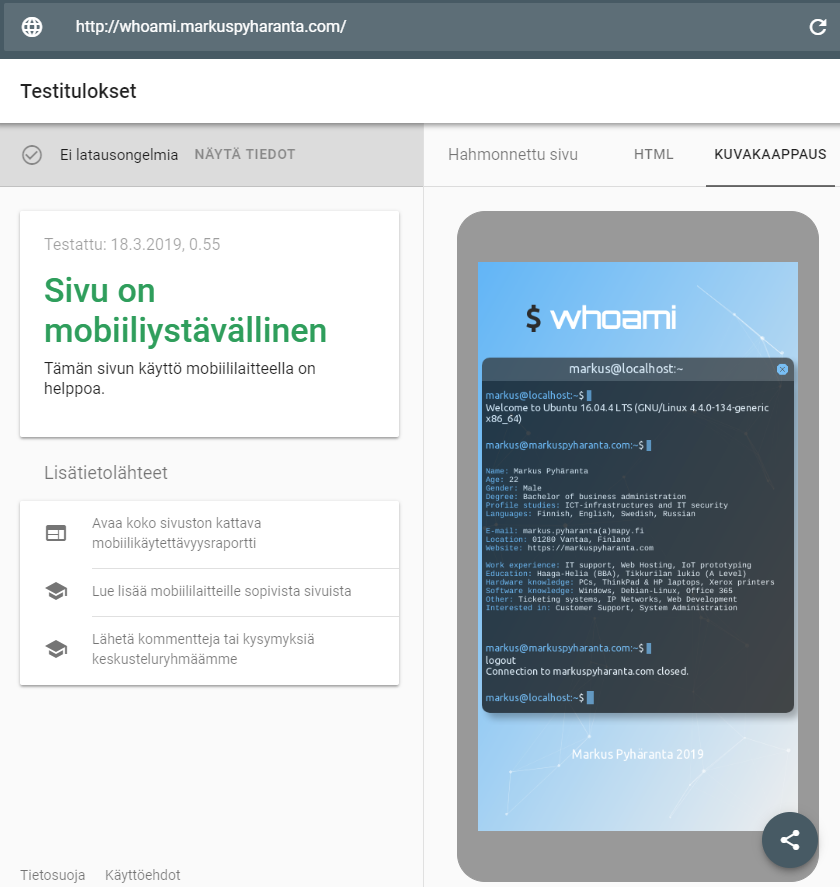 http://whoami.markuspyharanta.com/
Testitulokset
Ei latausongelmia NÄYTÄ TIEDOT
Hahmonnettu sivu HTML KUVAKAAPPAUS
Testattu: 18.3.2019, 0.55
Sivu on
mobiiliystävällinen
Tämän sivun käyttö mobiililaitteella on
helppoa.
Lisätietolähteet
Avaa koko sivuston kattava
mobiilikäytettävyysraportti
Lue lisää mobiililaitteille sopivista sivuista
Lähetä kommentteja tai kysymyksiä
keskusteluryhmäämme
Tietosuoja Käyttöehdot
$ whoami
markus@localhost:~
markus@localhost:~$
Welcome to Ubuntu 16.04.4 LTS (GNU/Linux 4.4.0-134-generic
x86_64)
markus@markuspyharanta.com:~$
Name: Markus Pyhäranta
Age: 22
Gender: Male
Degree: Bachelor of business administration
Profile studies: ICT-infrastructures and IT security
Languages: Finnish, English, Swedish, Russian
E-mail: markus.pyharanta(a)mapy.fi
Location: 01280 Vantaa, Finland
Website: https://markuspyharanta.com
Work experience: IT support, Web Hosting, IoT prototyping
Education: Haaga-Helia (BBA), Tikkurilan lukio (A Level)
Hardware knowledge: PCs, ThinkPad & HP laptops, Xerox printers
Software knowledge: Windows, Debian-Linux, Office 365
Other: Ticketing systems, IP Networks, Web Development
Interested in: Customer Support, System Administration
markus@markuspyharanta.com:~$
logout
Connection to markuspyharanta.com closed.
markus@localhost:~$
Markus Pyhäranta 2019